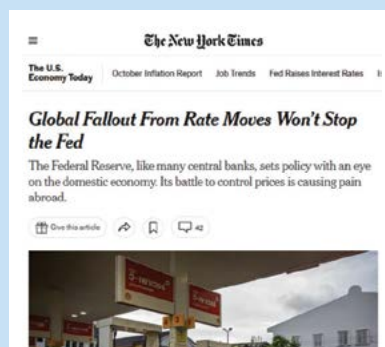 The New York Times
The U.S.
Economy Today
October Inflation Report
Job Trends
Fed Raises Interest Rates
Global Fallout From Rate Moves Won't Stop
the Fed
The Federal Reserve, like many central banks, sets policy with an eye
on the domestic economy. Its battle to control prices is causing pain
abroad.
Give this article
42